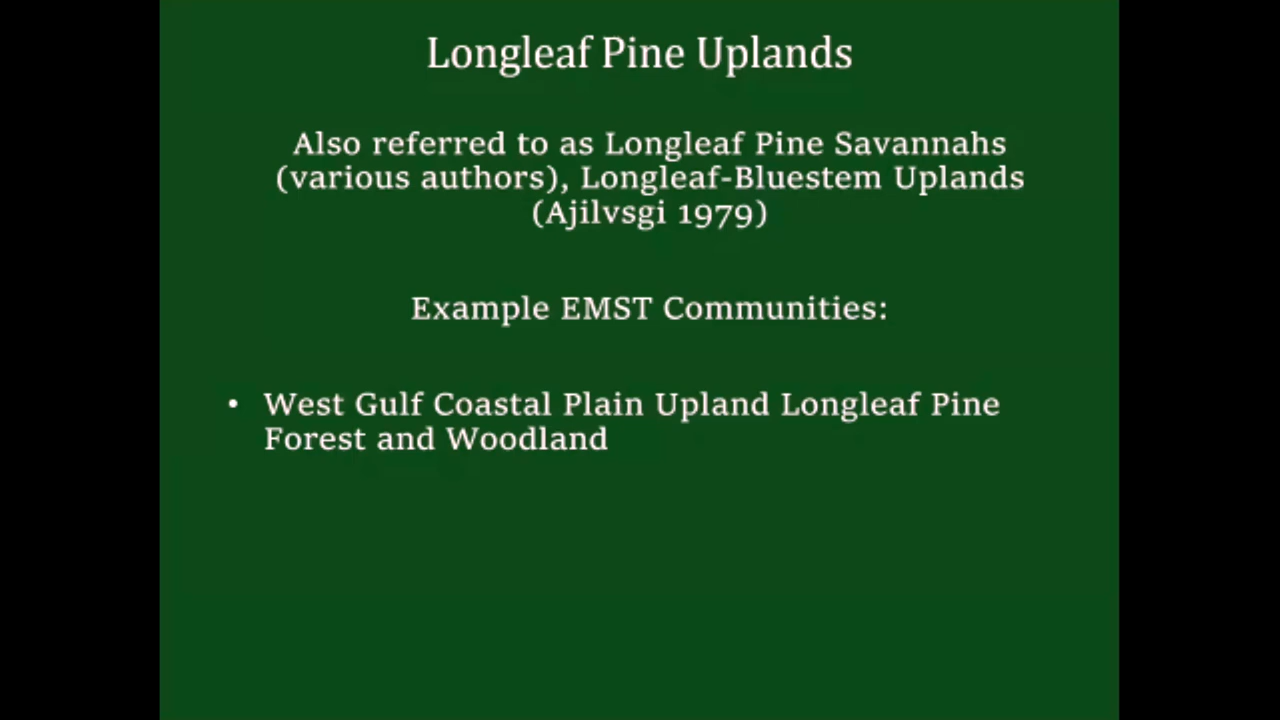 Longleaf Pine Uplands
Also referred to as Longleaf Pine Savannahs
(various authors), Longleaf-Bluestem Uplands
(Ajilvsgi 1979)
Example EMST Communities:
• West Gulf Coastal Plain Upland Longleaf Pine
Forest and Woodland